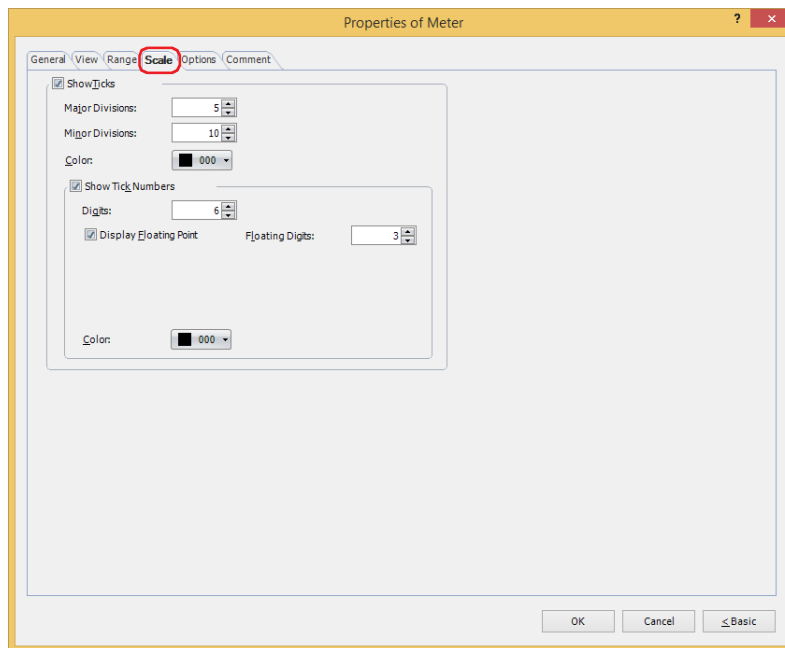 Properties of Meter ? ×
General View Range Scale Options Comment
Show Ticks
Major Divisions: 5
Minor Divisions: 10
Color: 000
Show Tick Numbers
Digits: 6
Display Floating Point Floating Digits: 3
Color: 000
OK Cancel < Basic